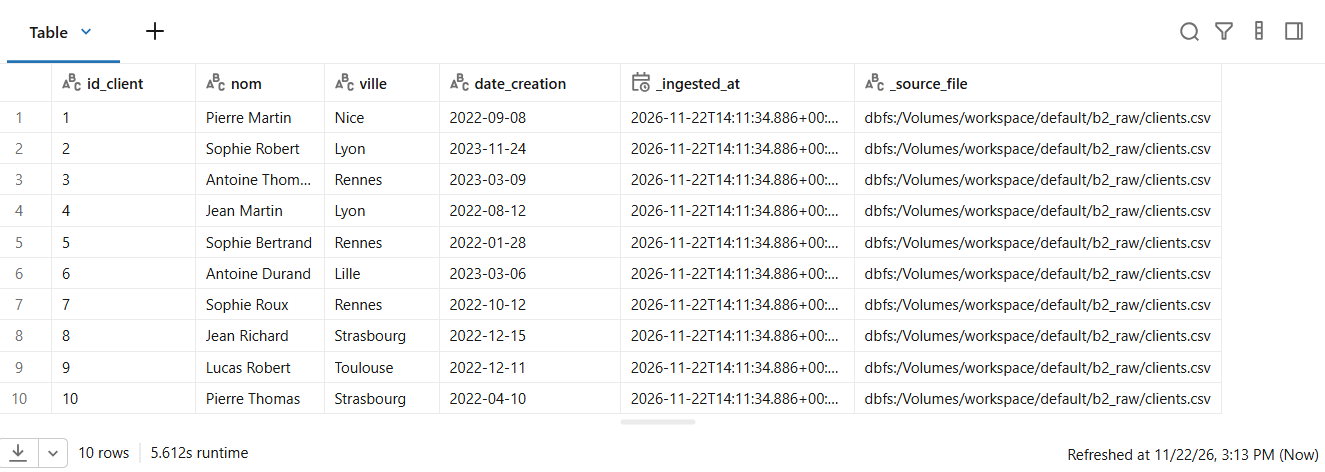 Table
id_client nom ville date_creation _ingested_at _source_file
1 1 Pierre Martin Nice 2022-09-08 2026-11-22T14:11:34.886+00:... dbfs:/Volumes/workspace/default/b2_raw/clients.csv
2 2 Sophie Robert Lyon 2023-11-24 2026-11-22T14:11:34.886+00:... dbfs:/Volumes/workspace/default/b2_raw/clients.csv
3 3 Antoine Thom... Rennes 2023-03-09 2026-11-22T14:11:34.886+00:... dbfs:/Volumes/workspace/default/b2_raw/clients.csv
4 4 Jean Martin Lyon 2022-08-12 2026-11-22T14:11:34.886+00:... dbfs:/Volumes/workspace/default/b2_raw/clients.csv
5 5 Sophie Bertrand Rennes 2022-01-28 2026-11-22T14:11:34.886+00:... dbfs:/Volumes/workspace/default/b2_raw/clients.csv
6 6 Antoine Durand Lille 2023-03-06 2026-11-22T14:11:34.886+00:... dbfs:/Volumes/workspace/default/b2_raw/clients.csv
7 7 Sophie Roux Rennes 2022-10-12 2026-11-22T14:11:34.886+00:... dbfs:/Volumes/workspace/default/b2_raw/clients.csv
8 8 Jean Richard Strasbourg 2022-12-15 2026-11-22T14:11:34.886+00:... dbfs:/Volumes/workspace/default/b2_raw/clients.csv
9 9 Lucas Robert Toulouse 2022-12-11 2026-11-22T14:11:34.886+00:... dbfs:/Volumes/workspace/default/b2_raw/clients.csv
10 10 Pierre Thomas Strasbourg 2022-04-10 2026-11-22T14:11:34.886+00:... dbfs:/Volumes/workspace/default/b2_raw/clients.csv
10 rows 5.612s runtime Refreshed at 11/22/26, 3:13 PM (Now)